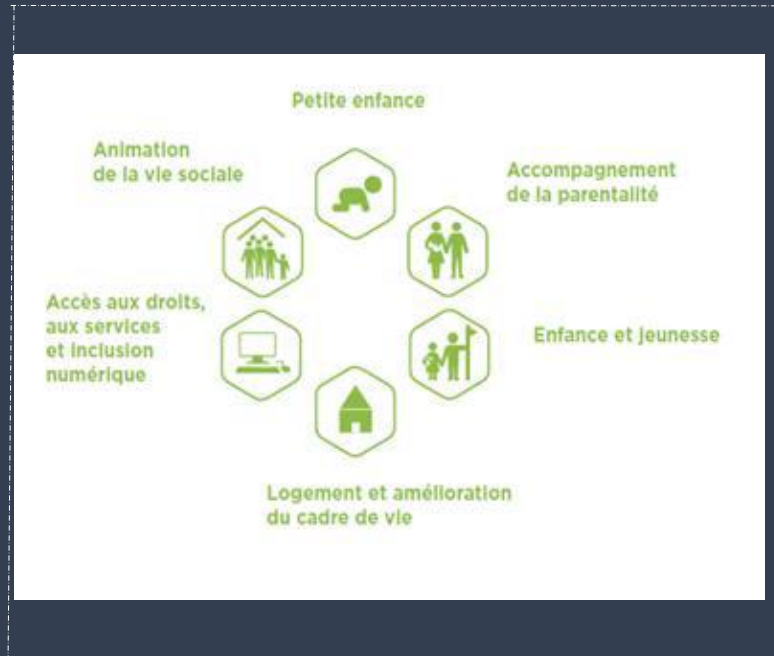 Petite enfance
Animation
de la vie sociale
Accompagnement
de la parentalité
Accès aux droits,
aux services
et inclusion
numérique
Enfance et jeunesse
Logement et amélioration
du cadre de vie